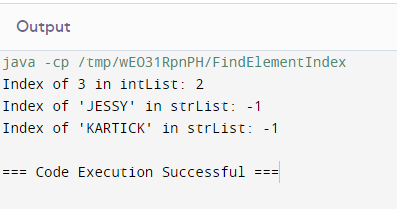 Output
java -cp /tmp/wEO31RpnPH/FindElementIndex
Index of 3 in intList: 2
Index of 'JESSY' in strList: -1
Index of 'KARTICK' in strList: -1
=== Code Execution Successful ===